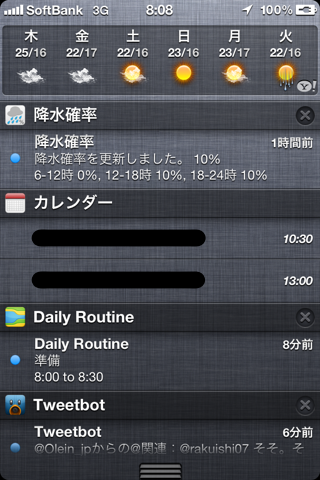 SoftBank 3G 8:08 100%
木 金 土 日 月 火
25/16 22/17 22/16 23/16 23/17 22/16
Y!
降水確率
降水確率 1時間前
降水確率を更新しました。 10%
6-12時 0%, 12-18時 10%, 18-24時 10%
カレンダー
10:30
13:00
Daily Routine
Daily Routine 8分前
準備
8:00 to 8:30
Tweetbot
Tweetbot 6分前
@Olein_jpからの@関連：@rakuishi07 そそ。そ